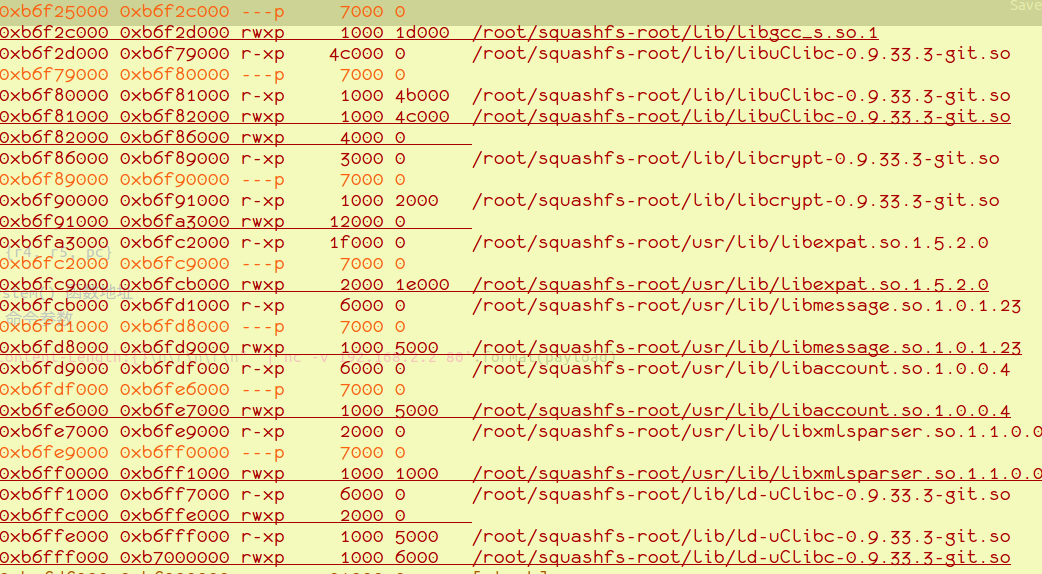 Save
0xb6f25000 0xb6f2c000 ---p 7000 0
0xb6f2c000 0xb6f2d000 rwxp 1000 1d000 /root/squashfs-root/lib/libgcc_s.so.1
0xb6f2d000 0xb6f79000 r-xp 4c000 0 /root/squashfs-root/lib/libuClibc-0.9.33.3-git.so
0xb6f79000 0xb6f80000 ---p 7000 0
0xb6f80000 0xb6f81000 r-xp 1000 4b000 /root/squashfs-root/lib/libuClibc-0.9.33.3-git.so
0xb6f81000 0xb6f82000 rwxp 1000 4c000 /root/squashfs-root/lib/libuClibc-0.9.33.3-git.so
0xb6f82000 0xb6f86000 rwxp 4000 0
0xb6f86000 0xb6f89000 r-xp 3000 0 /root/squashfs-root/lib/libcrypt-0.9.33.3-git.so
0xb6f89000 0xb6f90000 ---p 7000 0
0xb6f90000 0xb6f91000 r-xp 1000 2000 /root/squashfs-root/lib/libcrypt-0.9.33.3-git.so
0xb6f91000 0xb6fa3000 rwxp 12000 0
0xb6fa3000 0xb6fc2000 r-xp 1f000 0 /root/squashfs-root/usr/lib/libexpat.so.1.5.2.0
{r4, r5, pc}
0xb6fc2000 0xb6fc9000 ---p 7000 0
0xb6fc9000 0xb6fcb000 rwxp 2000 1e000 /root/squashfs-root/usr/lib/libexpat.so.1.5.2.0
函数地址
0xb6fcb000 0xb6fd1000 r-xp 6000 0 /root/squashfs-root/usr/lib/libmessage.so.1.0.1.23
命令参数
0xb6fd1000 0xb6fd8000 ---p 7000 0
0xb6fd8000 0xb6fd9000 rwxp 1000 5000 /root/squashfs-root/usr/lib/libmessage.so.1.0.1.23
0xb6fd9000 0xb6fdf000 r-xp 6000 0 /root/squashfs-root/usr/lib/libaccount.so.1.0.0.4
0xb6fdf000 0xb6fe6000 ---p 7000 0
0xb6fe6000 0xb6fe7000 rwxp 1000 5000 /root/squashfs-root/usr/lib/libaccount.so.1.0.0.4
0xb6fe7000 0xb6fe9000 r-xp 2000 0 /root/squashfs-root/usr/lib/libxmlsparser.so.1.1.0.0
0xb6fe9000 0xb6ff0000 ---p 7000 0
0xb6ff0000 0xb6ff1000 rwxp 1000 1000 /root/squashfs-root/usr/lib/libxmlsparser.so.1.1.0.0
0xb6ff1000 0xb6ff7000 r-xp 6000 0 /root/squashfs-root/lib/ld-uClibc-0.9.33.3-git.so
0xb6ffc000 0xb6ffe000 rwxp 2000 0
0xb6ffe000 0xb6fff000 r-xp 1000 5000 /root/squashfs-root/lib/ld-uClibc-0.9.33.3-git.so
0xb6fff000 0xb7000000 rwxp 1000 6000 /root/squashfs-root/lib/ld-uClibc-0.9.33.3-git.so